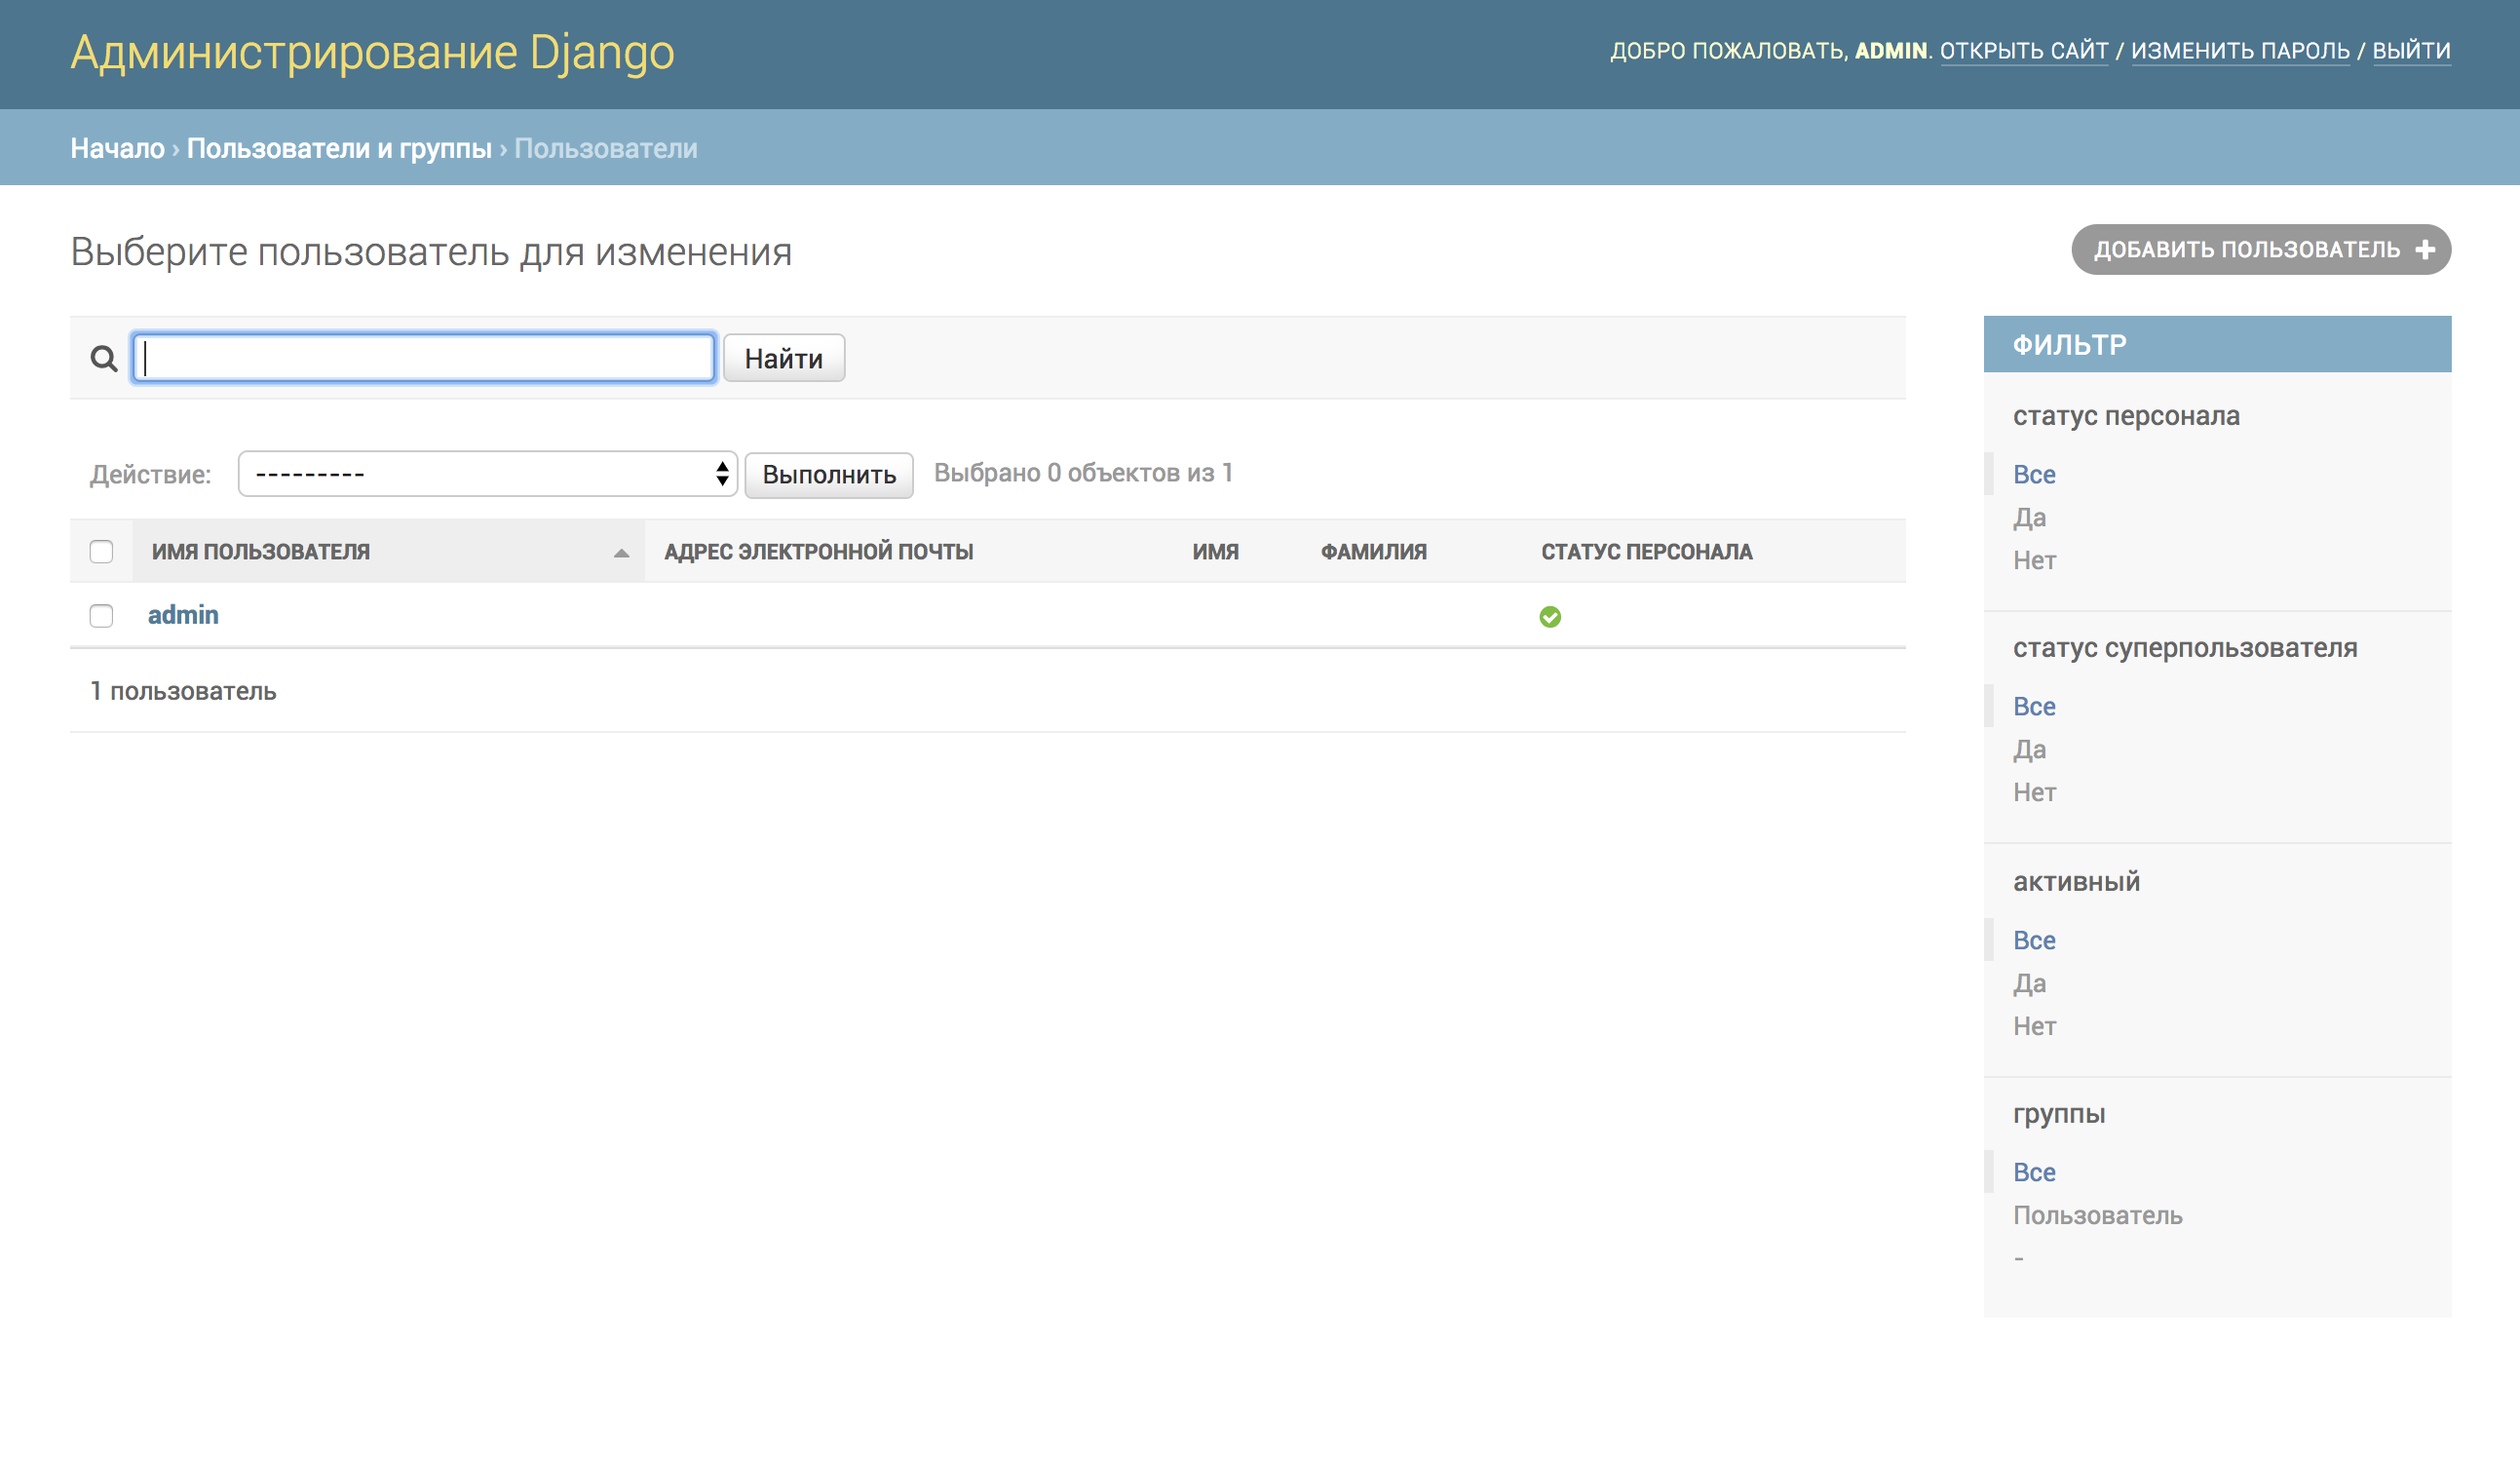 Администрирование Django
ДОБРО ПОЖАЛОВАТЬ, ADMIN. ОТКРЫТЬ САЙТ / ИЗМЕНИТЬ ПАРОЛЬ / ВЫЙТИ
Начало › Пользователи и группы › Пользователи
Выберите пользователь для изменения
ДОБАВИТЬ ПОЛЬЗОВАТЕЛЬ
Найти
Действие: --------- Выполнить Выбрано 0 объектов из 1
ИМЯ ПОЛЬЗОВАТЕЛЯ АДРЕС ЭЛЕКТРОННОЙ ПОЧТЫ ИМЯ ФАМИЛИЯ СТАТУС ПЕРСОНАЛА
admin
1 пользователь
ФИЛЬТР
статус персонала
Все
Да
Нет
статус суперпользователя
Все
Да
Нет
активный
Все
Да
Нет
группы
Все
Пользователь
-